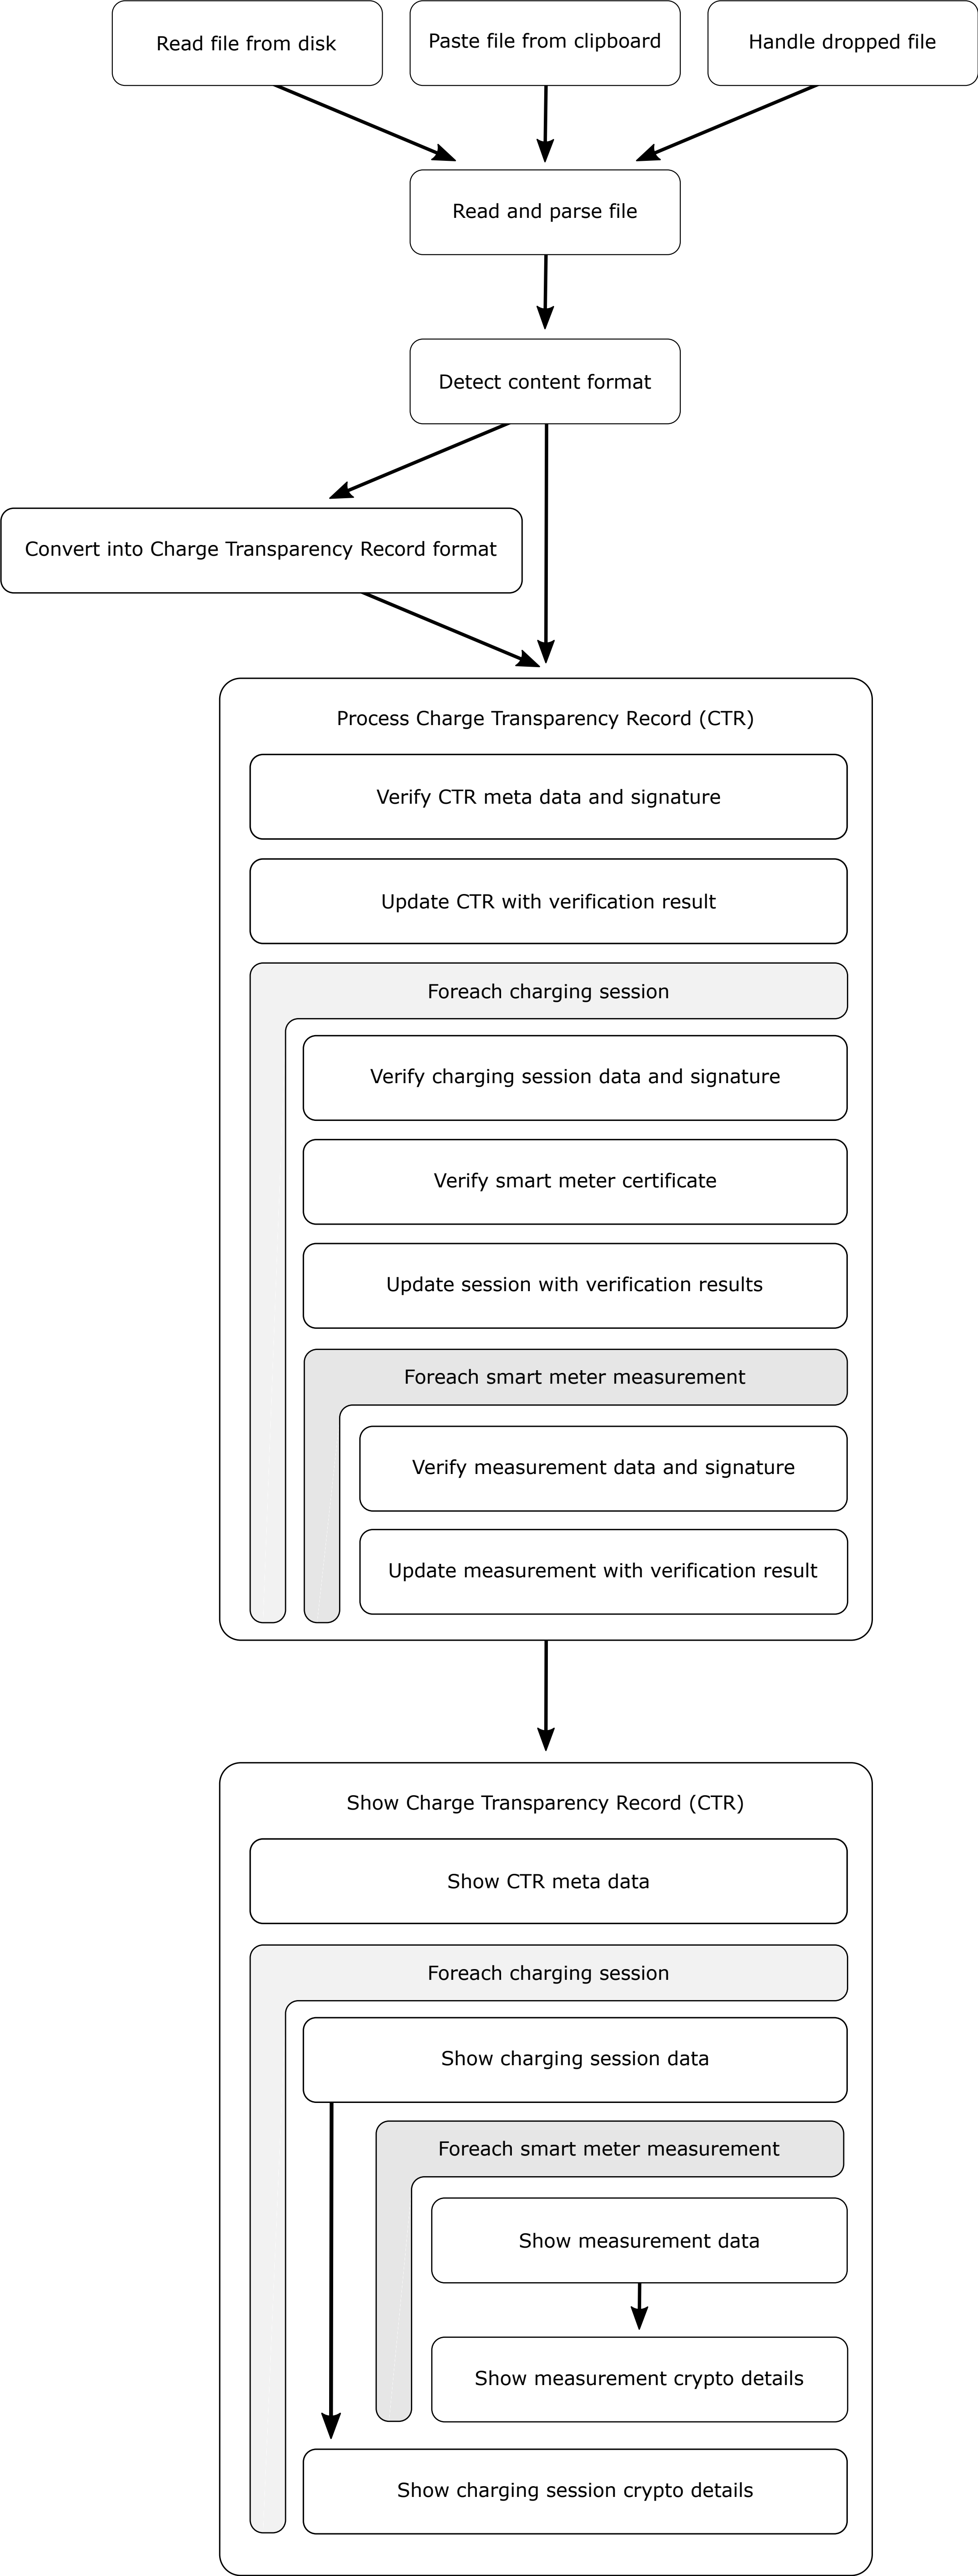 Read file from disk
Paste file from clipboard
Handle dropped file
Read and parse file
Detect content format
Convert into Charge Transparency Record format
Process Charge Transparency Record (CTR)
Verify CTR meta data and signature
Update CTR with verification result
Foreach charging session
Verify charging session data and signature
Verify smart meter certificate
Update session with verification results
Foreach smart meter measurement
Verify measurement data and signature
Update measurement with verification result
Show Charge Transparency Record (CTR)
Show CTR meta data
Foreach charging session
Show charging session data
Foreach smart meter measurement
Show measurement data
Show measurement crypto details
Show charging session crypto details